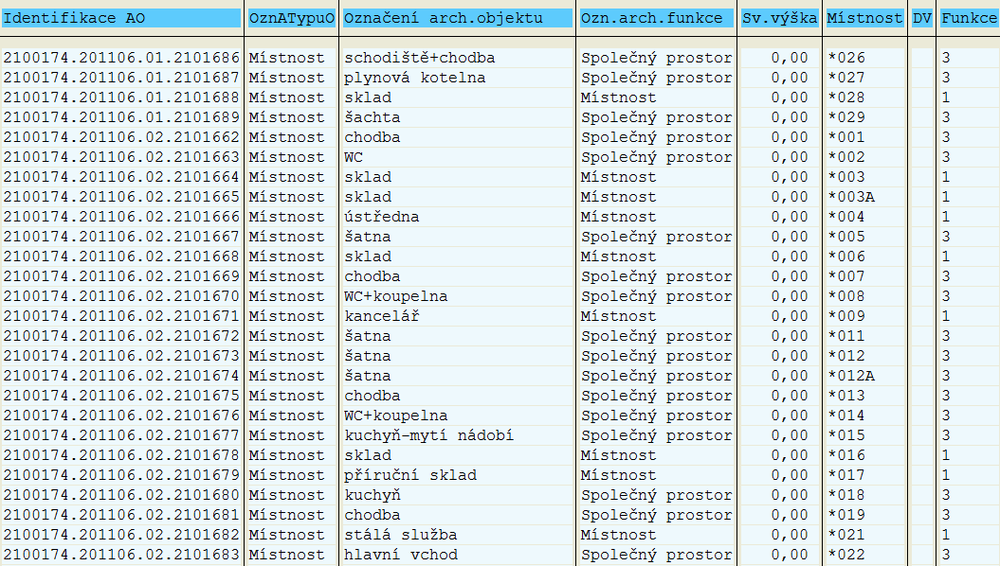 Identifikace AO OznATypuO Označení arch.objektu Ozn.arch.funkce Sv.výška Místnost DV Funkce
2100174.201106.01.2101686 Místnost schodiště+chodba Společný prostor 0,00 *026 3
2100174.201106.01.2101687 Místnost plynová kotelna Společný prostor 0,00 *027 3
2100174.201106.01.2101688 Místnost sklad Místnost 0,00 *028 1
2100174.201106.01.2101689 Místnost šachta Společný prostor 0,00 *029 3
2100174.201106.02.2101662 Místnost chodba Společný prostor 0,00 *001 3
2100174.201106.02.2101663 Místnost WC Společný prostor 0,00 *002 3
2100174.201106.02.2101664 Místnost sklad Místnost 0,00 *003 1
2100174.201106.02.2101665 Místnost sklad Místnost 0,00 *003A 1
2100174.201106.02.2101666 Místnost ústředna Místnost 0,00 *004 1
2100174.201106.02.2101667 Místnost šatna Společný prostor 0,00 *005 3
2100174.201106.02.2101668 Místnost sklad Místnost 0,00 *006 1
2100174.201106.02.2101669 Místnost chodba Společný prostor 0,00 *007 3
2100174.201106.02.2101670 Místnost WC+koupelna Společný prostor 0,00 *008 3
2100174.201106.02.2101671 Místnost kancelář Místnost 0,00 *009 1
2100174.201106.02.2101672 Místnost šatna Společný prostor 0,00 *011 3
2100174.201106.02.2101673 Místnost šatna Společný prostor 0,00 *012 3
2100174.201106.02.2101674 Místnost šatna Společný prostor 0,00 *012A 3
2100174.201106.02.2101675 Místnost chodba Společný prostor 0,00 *013 3
2100174.201106.02.2101676 Místnost WC+koupelna Společný prostor 0,00 *014 3
2100174.201106.02.2101677 Místnost kuchyň-mytí nádobí Společný prostor 0,00 *015 3
2100174.201106.02.2101678 Místnost sklad Místnost 0,00 *016 1
2100174.201106.02.2101679 Místnost příruční sklad Místnost 0,00 *017 1
2100174.201106.02.2101680 Místnost kuchyň Společný prostor 0,00 *018 3
2100174.201106.02.2101681 Místnost chodba Společný prostor 0,00 *019 3
2100174.201106.02.2101682 Místnost stálá služba Místnost 0,00 *021 1
2100174.201106.02.2101683 Místnost hlavní vchod Společný prostor 0,00 *022 3